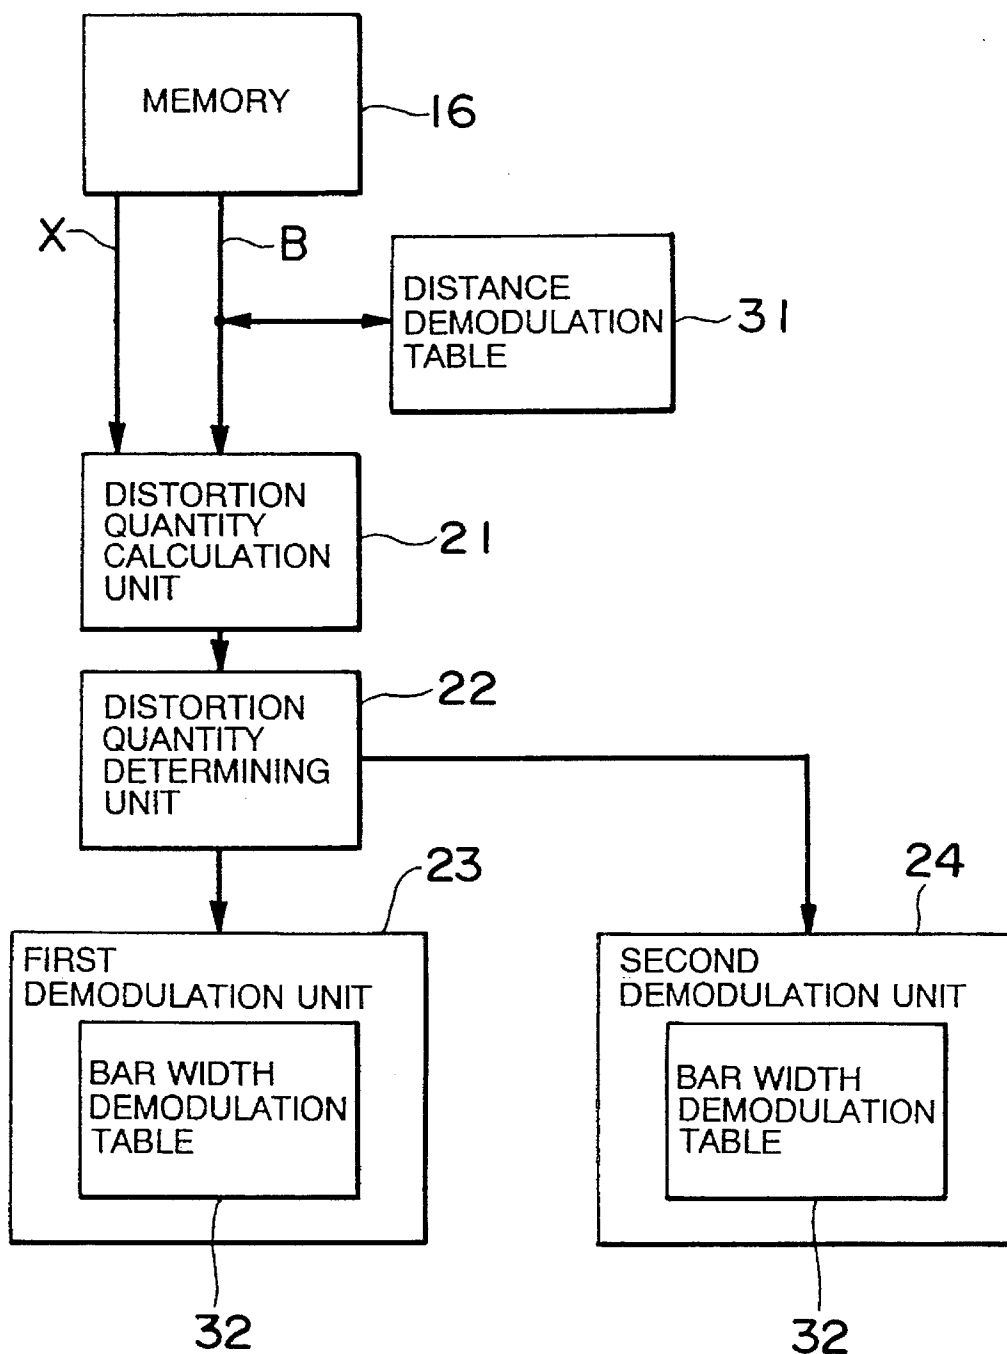 MEMORY
16
X
B
DISTANCE
DEMODULATION
TABLE
31
DISTORTION
QUANTITY
CALCULATION
UNIT
21
DISTORTION
QUANTITY
DETERMINING
UNIT
22
23
24
FIRST
DEMODULATION UNIT
BAR WIDTH
DEMODULATION
TABLE
32
SECOND
DEMODULATION UNIT
BAR WIDTH
DEMODULATION
TABLE
32